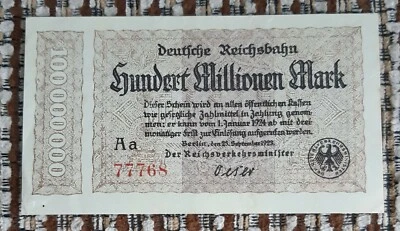 Deutsche Reichsbahn
Hundert Millionen Mark
Dieser Schein wird an allen öffentlichen Kassen
wie gesetzliche Zahlmittel in Zahlung genom-
men; er kann vom 1. Januar 1924 ab mit drei-
monatiger Frist zur Einlösung aufgerufen werden.
Berlin, den 25. September 1923.
Der Reichsverkehrsminister
Oeser
Aa
77768
100000000